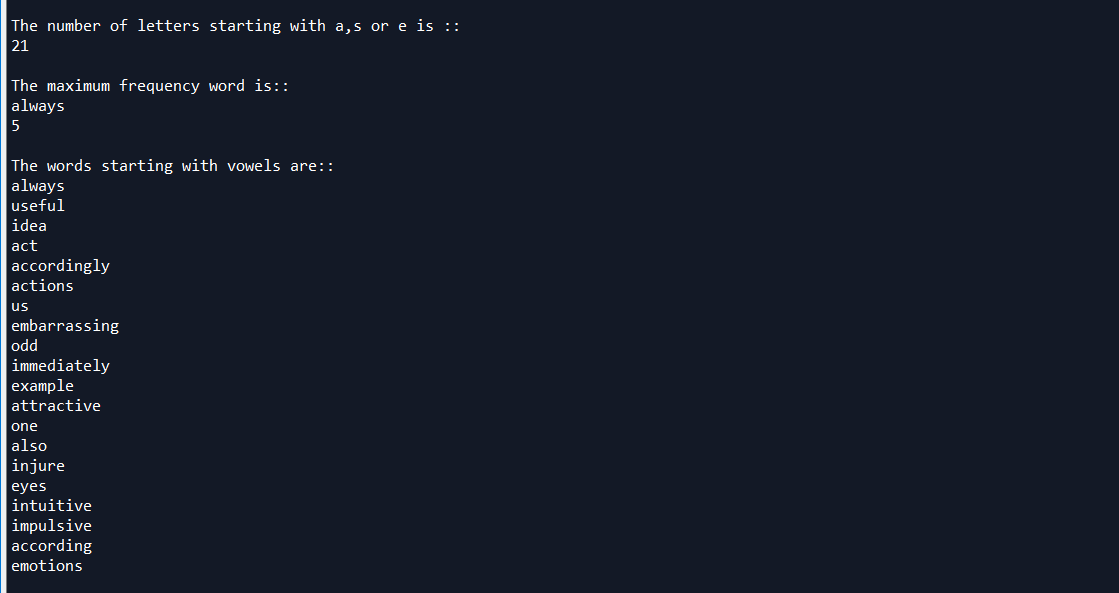 The number of letters starting with a,s or e is ::
21
The maximum frequency word is::
always
5
The words starting with vowels are::
always
useful
idea
act
accordingly
actions
us
embarrassing
odd
immediately
example
attractive
one
also
injure
eyes
intuitive
impulsive
according
emotions